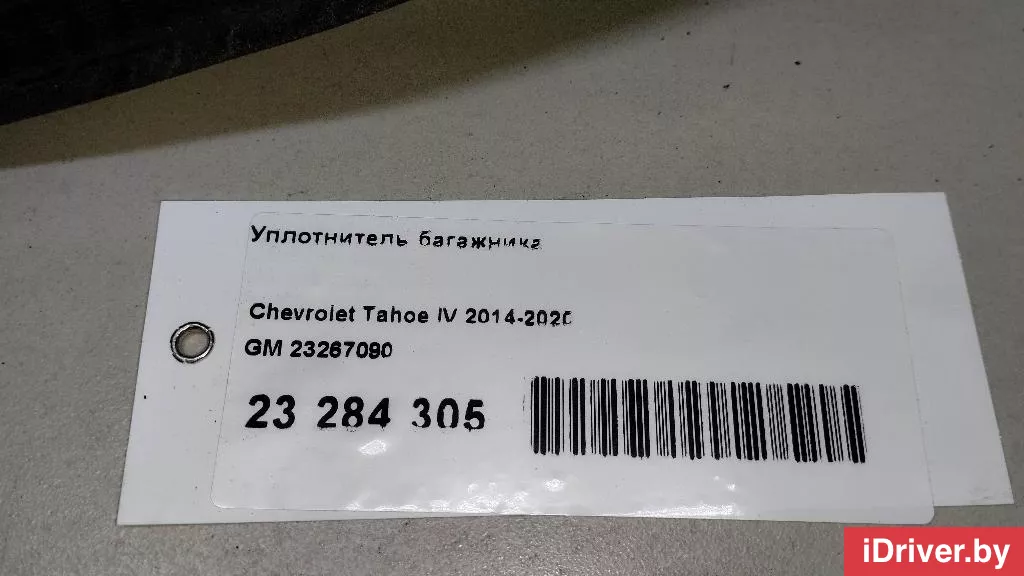 Уплотнитель багажника
Chevrolet Tahoe IV 2014-2020
GM 23267090
23 284 305
iDriver.by